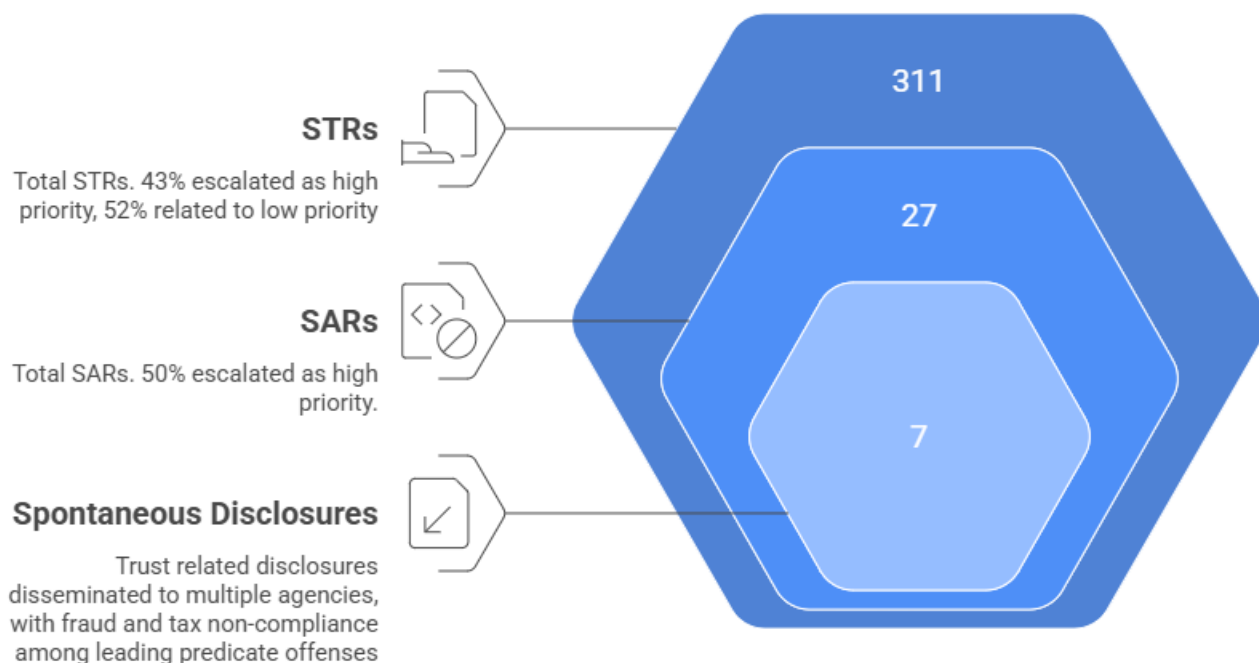 311
STRs
Total STRs. 43% escalated as high
priority, 52% related to low priority
27
SARs
Total SARs. 50% escalated as high
priority.
7
Spontaneous Disclosures
Trust related disclosures
disseminated to multiple agencies,
with fraud and tax non-compliance
among leading predicate offenses